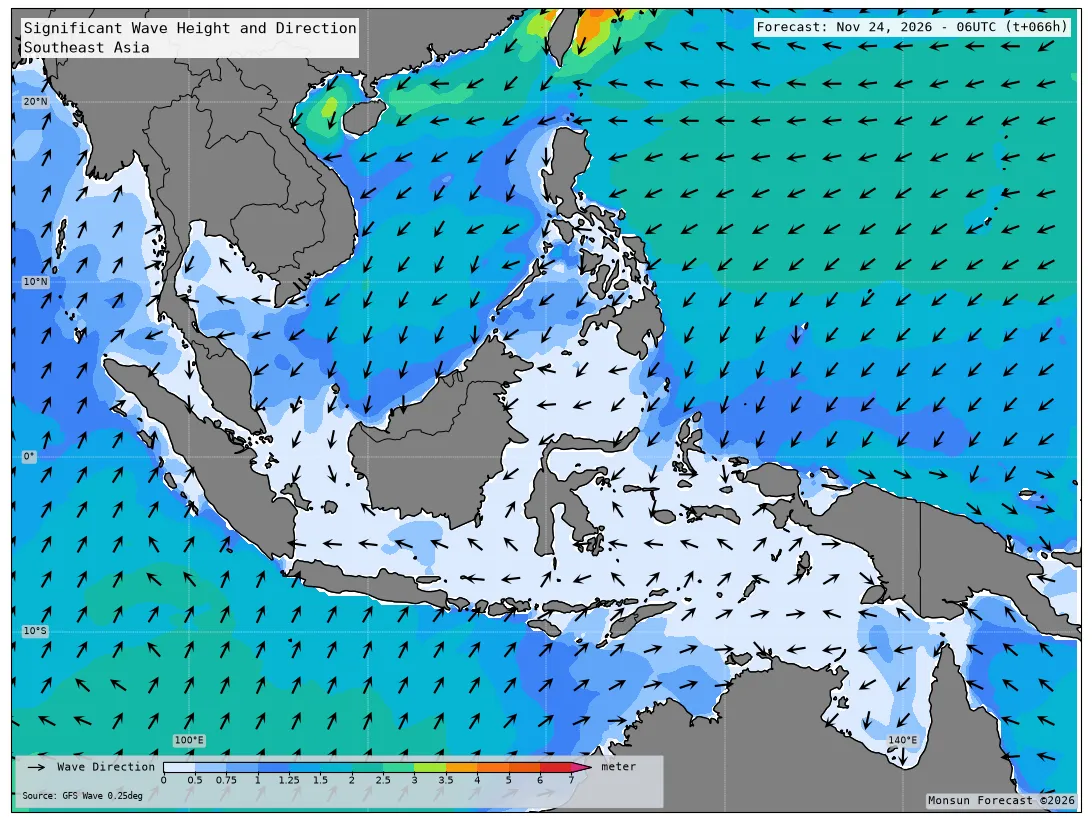 Significant Wave Height and Direction
Southeast Asia
Forecast: Nov 24, 2026 - 06UTC (t+066h)
20°N
10°N
0°
10°S
100°E
140°E
Wave Direction
0 0.5 0.75 1 1.25 1.5 2 2.5 3 3.5 4 5 6 7
meter
Source: GFS Wave 0.25deg
Monsun Forecast ©2026